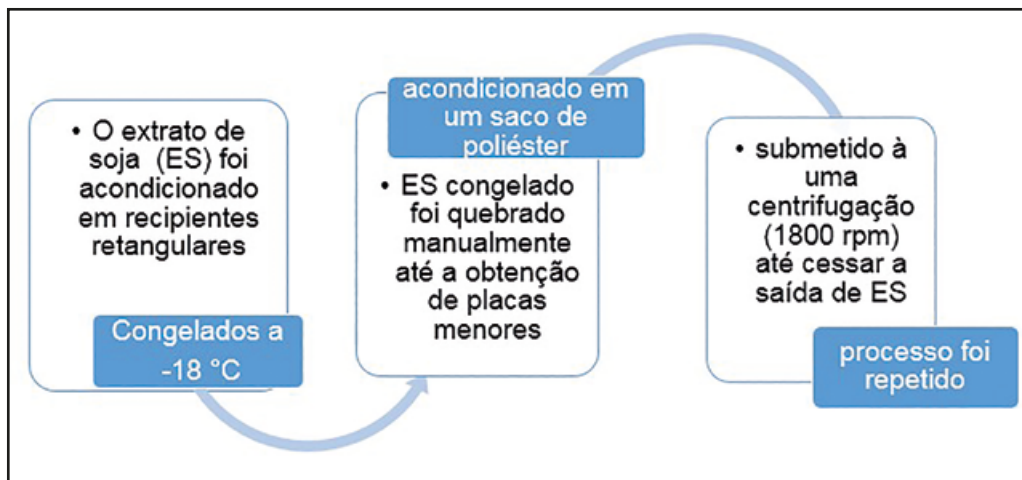 • O extrato de
soja (ES) foi
acondicionado
em recipientes
retangulares
Congelados a
-18 °C
acondicionado em
um saco de
poliéster
• ES congelado
foi quebrado
manualmente
até a obtenção
de placas
menores
• submetido à
uma
centrifugação
(1800 rpm)
até cessar a
saída de ES
processo foi
repetido